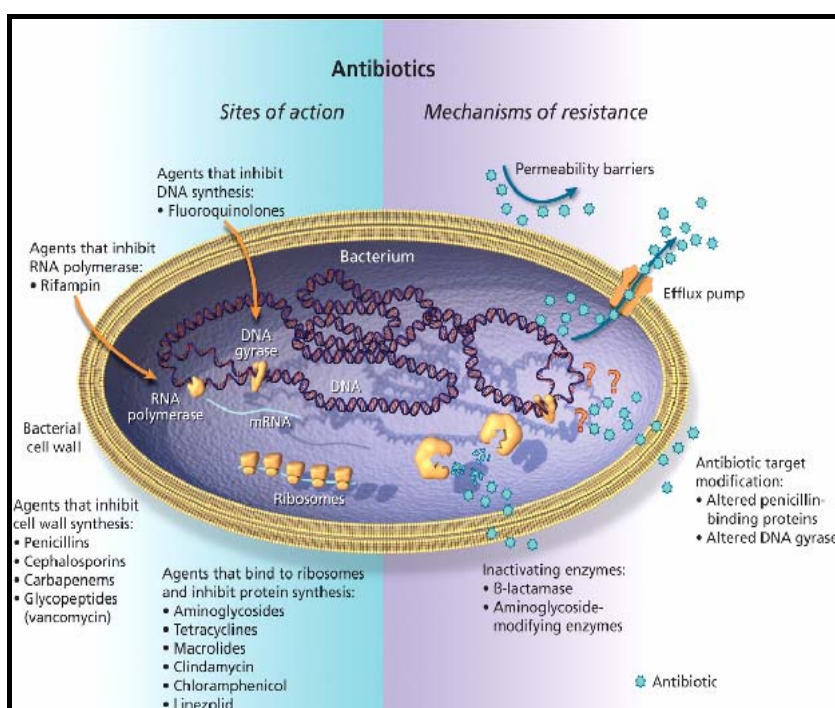 Antibiotics
Sites of action
Mechanisms of resistance
Agents that inhibit
DNA synthesis:
• Fluoroquinolones
Agents that inhibit
RNA polymerase:
• Rifampin
Permeability barriers
Efflux pump
Bacterium
DNA
gyrase
DNA
RNA
polymerase
mRNA
Ribosomes
Bacterial
cell wall
? ? ?
Antibiotic target
modification:
• Altered penicillin-
binding proteins
• Altered DNA gyrase
Agents that inhibit
cell wall synthesis:
• Penicillins
• Cephalosporins
• Carbapenems
• Glycopeptides
(vancomycin)
Agents that bind to ribosomes
and inhibit protein synthesis:
• Aminoglycosides
• Tetracyclines
• Macrolides
• Clindamycin
• Chloramphenicol
• Linezolid
Inactivating enzymes:
• β-lactamase
• Aminoglycoside-
modifying enzymes
Antibiotic